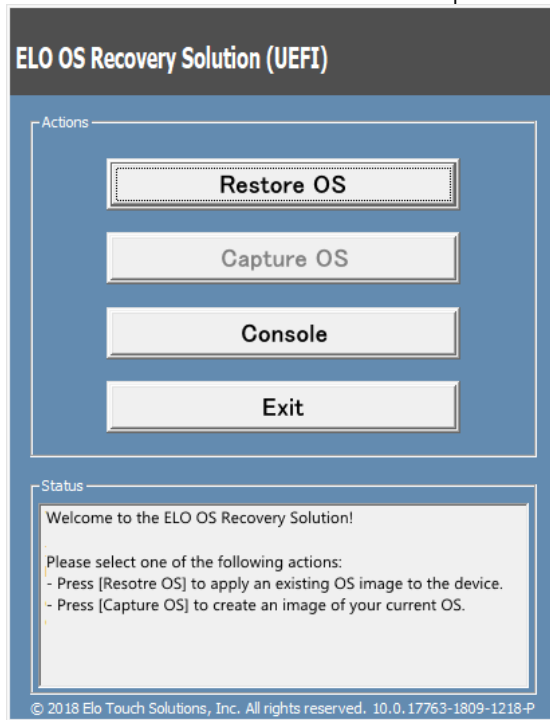 ELO OS Recovery Solution (UEFI)
Actions
Restore OS
Capture OS
Console
Exit
Status
Welcome to the ELO OS Recovery Solution!
Please select one of the following actions:
- Press [Resotre OS] to apply an existing OS image to the device.
- Press [Capture OS] to create an image of your current OS.
© 2018 Elo Touch Solutions, Inc. All rights reserved. 10.0.17763-1809-1218-P